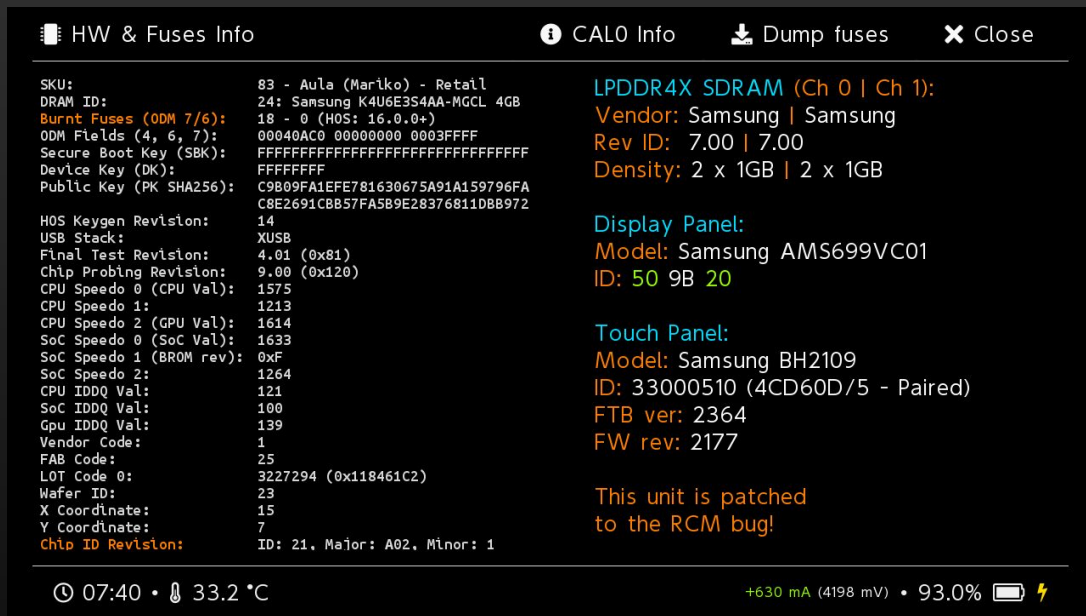 HW & Fuses Info
CAL0 Info
Dump fuses
Close
SKU: 83 - Aula (Mariko) - Retail
DRAM ID: 24: Samsung K4U6E3S4AA-MGCL 4GB
Burnt Fuses (ODM 7/6): 18 - 0 (HOS: 16.0.0+)
ODM Fields (4, 6, 7): 00040AC0 00000000 0003FFFF
Secure Boot Key (SBK): FFFFFFFFFFFFFFFFFFFFFFFFFFFFFFFF
Device Key (DK): FFFFFFFF
Public Key (PK SHA256): C9B09FA1EFE781630675A91A159796FA
C8E2691CBB57FA5B9E28376811DBB972
HOS Keygen Revision: 14
USB Stack: XUSB
Final Test Revision: 4.01 (0x81)
Chip Probing Revision: 9.00 (0x120)
CPU Speedo 0 (CPU Val): 1575
CPU Speedo 1: 1213
CPU Speedo 2 (GPU Val): 1614
SoC Speedo 0 (SoC Val): 1633
SoC Speedo 1 (BROM rev): 0xF
SoC Speedo 2: 1264
CPU IDDQ Val: 121
SoC IDDQ Val: 100
Gpu IDDQ Val: 139
Vendor Code: 1
FAB Code: 25
LOT Code 0: 3227294 (0x118461C2)
Wafer ID: 23
X Coordinate: 15
Y Coordinate: 7
Chip ID Revision: ID: 21, Major: A02, Minor: 1
LPDDR4X SDRAM (Ch 0 | Ch 1):
Vendor: Samsung | Samsung
Rev ID: 7.00 | 7.00
Density: 2 x 1GB | 2 x 1GB
Display Panel:
Model: Samsung AMS699VC01
ID: 50 9B 20
Touch Panel:
Model: Samsung BH2109
ID: 33000510 (4CD60D/5 - Paired)
FTB ver: 2364
FW rev: 2177
This unit is patched
to the RCM bug!
07:40 • 33.2 °C
+630 mA (4198 mV) • 93.0%